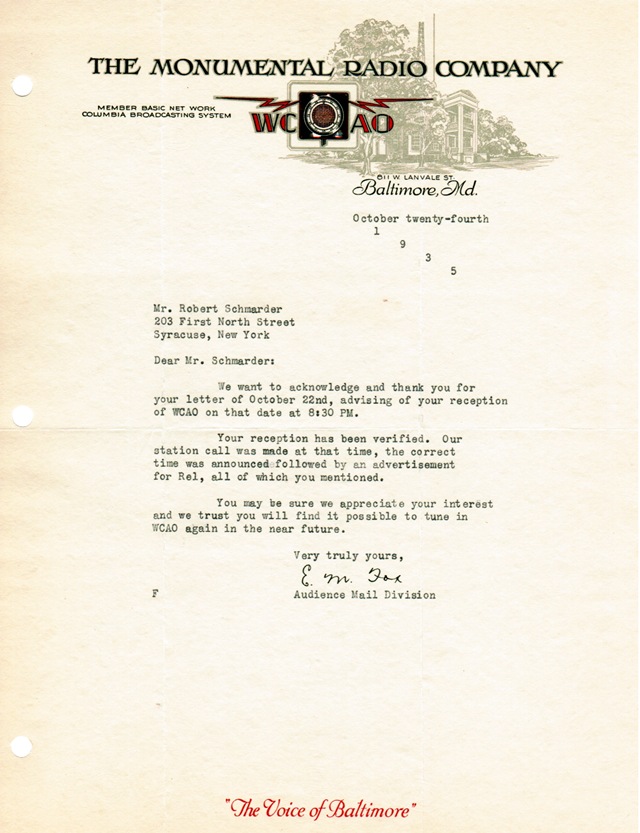 THE MONUMENTAL RADIO COMPANY
MEMBER BASIC NET WORK
COLUMBIA BROADCASTING SYSTEM
WCAO
811 W. LANVALE ST.
Baltimore, Md.
October twenty-fourth
1
9
3
5
Mr. Robert Schmarder
203 First North Street
Syracuse, New York
Dear Mr. Schmarder:
We want to acknowledge and thank you for
your letter of October 22nd, advising of your reception
of WCAO on that date at 8:30 PM.
Your reception has been verified. Our
station call was made at that time, the correct
time was announced followed by an advertisement
for Rel, all of which you mentioned.
You may be sure we appreciate your interest
and we trust you will find it possible to tune in
WCAO again in the near future.
Very truly yours,
E. M. Fox
F Audience Mail Division
"The Voice of Baltimore"